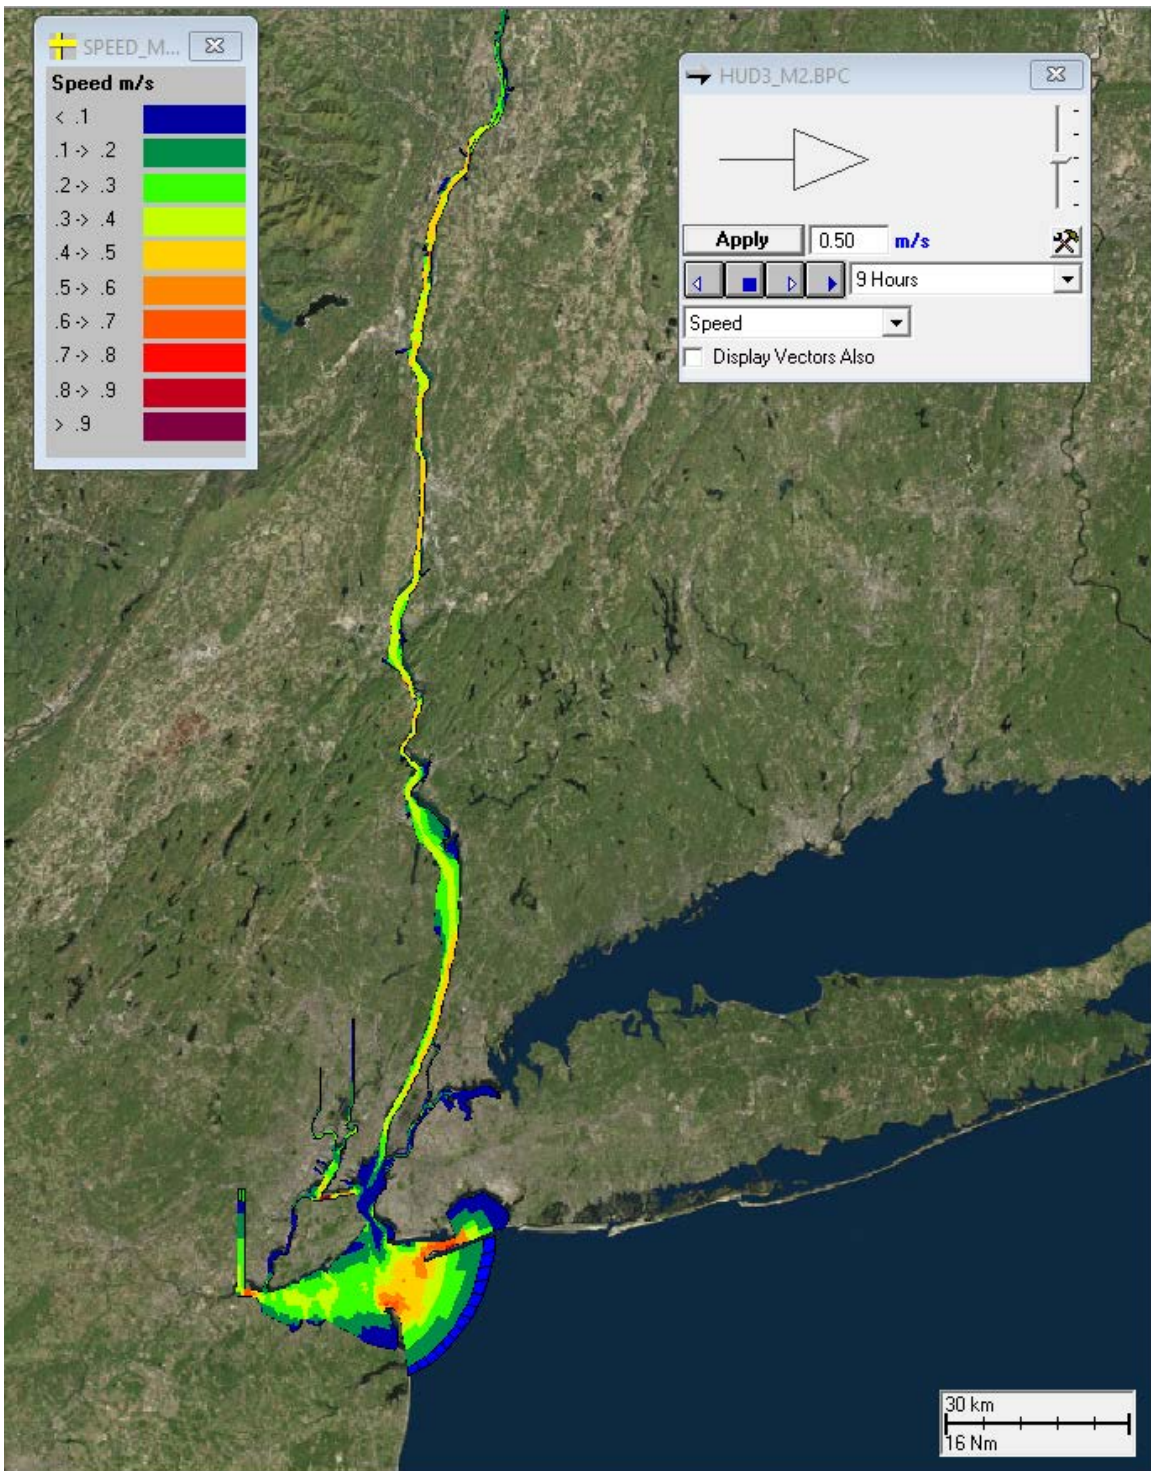 SPEED_M...
Speed m/s
< .1
.1 -> .2
.2 -> .3
.3 -> .4
.4 -> .5
.5 -> .6
.6 -> .7
.7 -> .8
.8 -> .9
> .9
HUD3_M2.BPC
Apply 0.50 m/s
9 Hours
Speed
Display Vectors Also
30 km
16 Nm